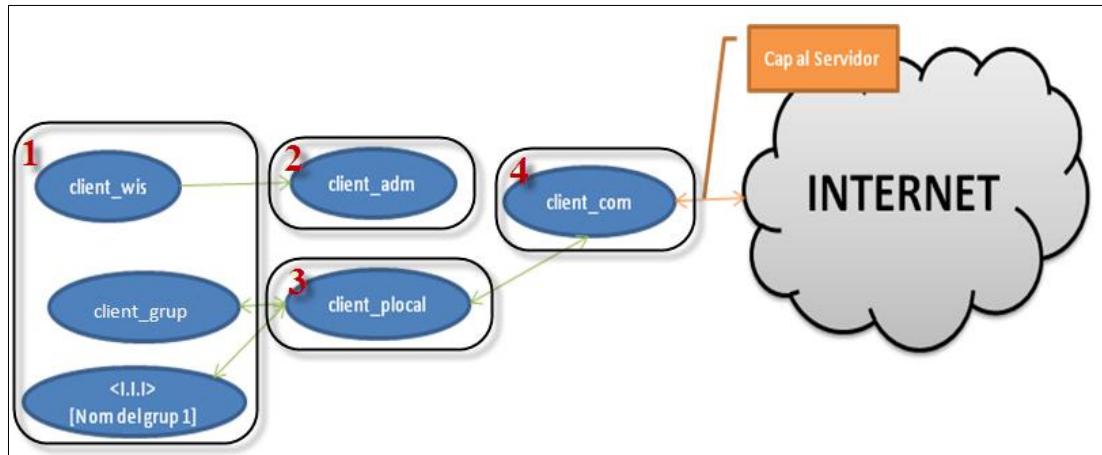 1
client_wis
client_grup
<I.I.I>
[Nom del grup 1]
2
client_adm
3
client_plocal
4
client_com
Cap al Servidor
INTERNET